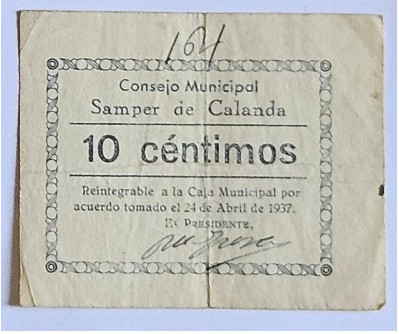 164
Consejo Municipal
Samper de Calanda
10 céntimos
Reintegrable a la Caja Municipal por
acuerdo tomado el 24 de Abril de 1937.
EL PRESIDENTE,